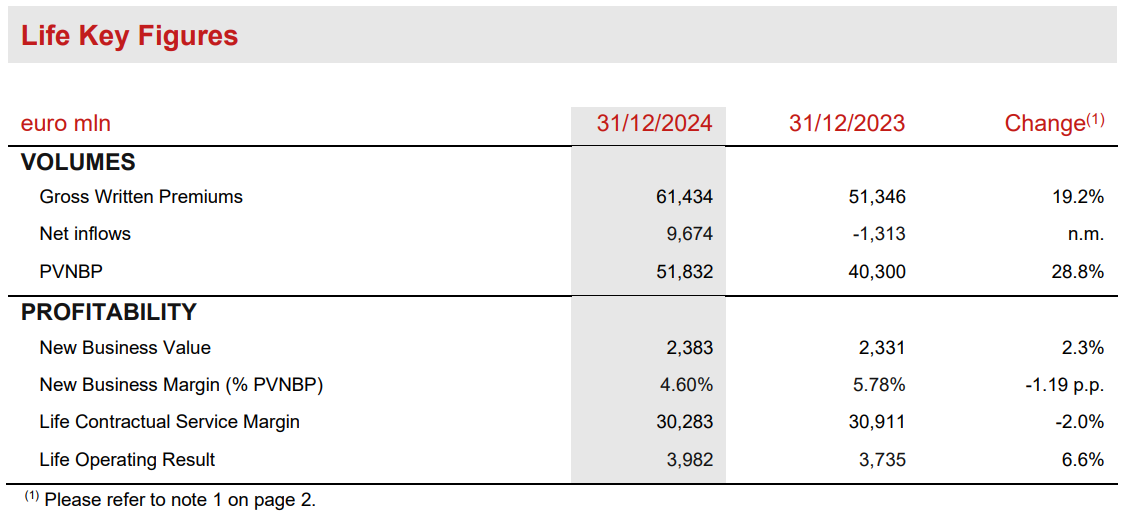 Life Key Figures
euro mln 31/12/2024 31/12/2023 Change(1)
VOLUMES
Gross Written Premiums 61,434 51,346 19.2%
Net inflows 9,674 -1,313 n.m.
PVNBP 51,832 40,300 28.8%
PROFITABILITY
New Business Value 2,383 2,331 2.3%
New Business Margin (% PVNBP) 4.60% 5.78% -1.19 p.p.
Life Contractual Service Margin 30,283 30,911 -2.0%
Life Operating Result 3,982 3,735 6.6%
(1) Please refer to note 1 on page 2.